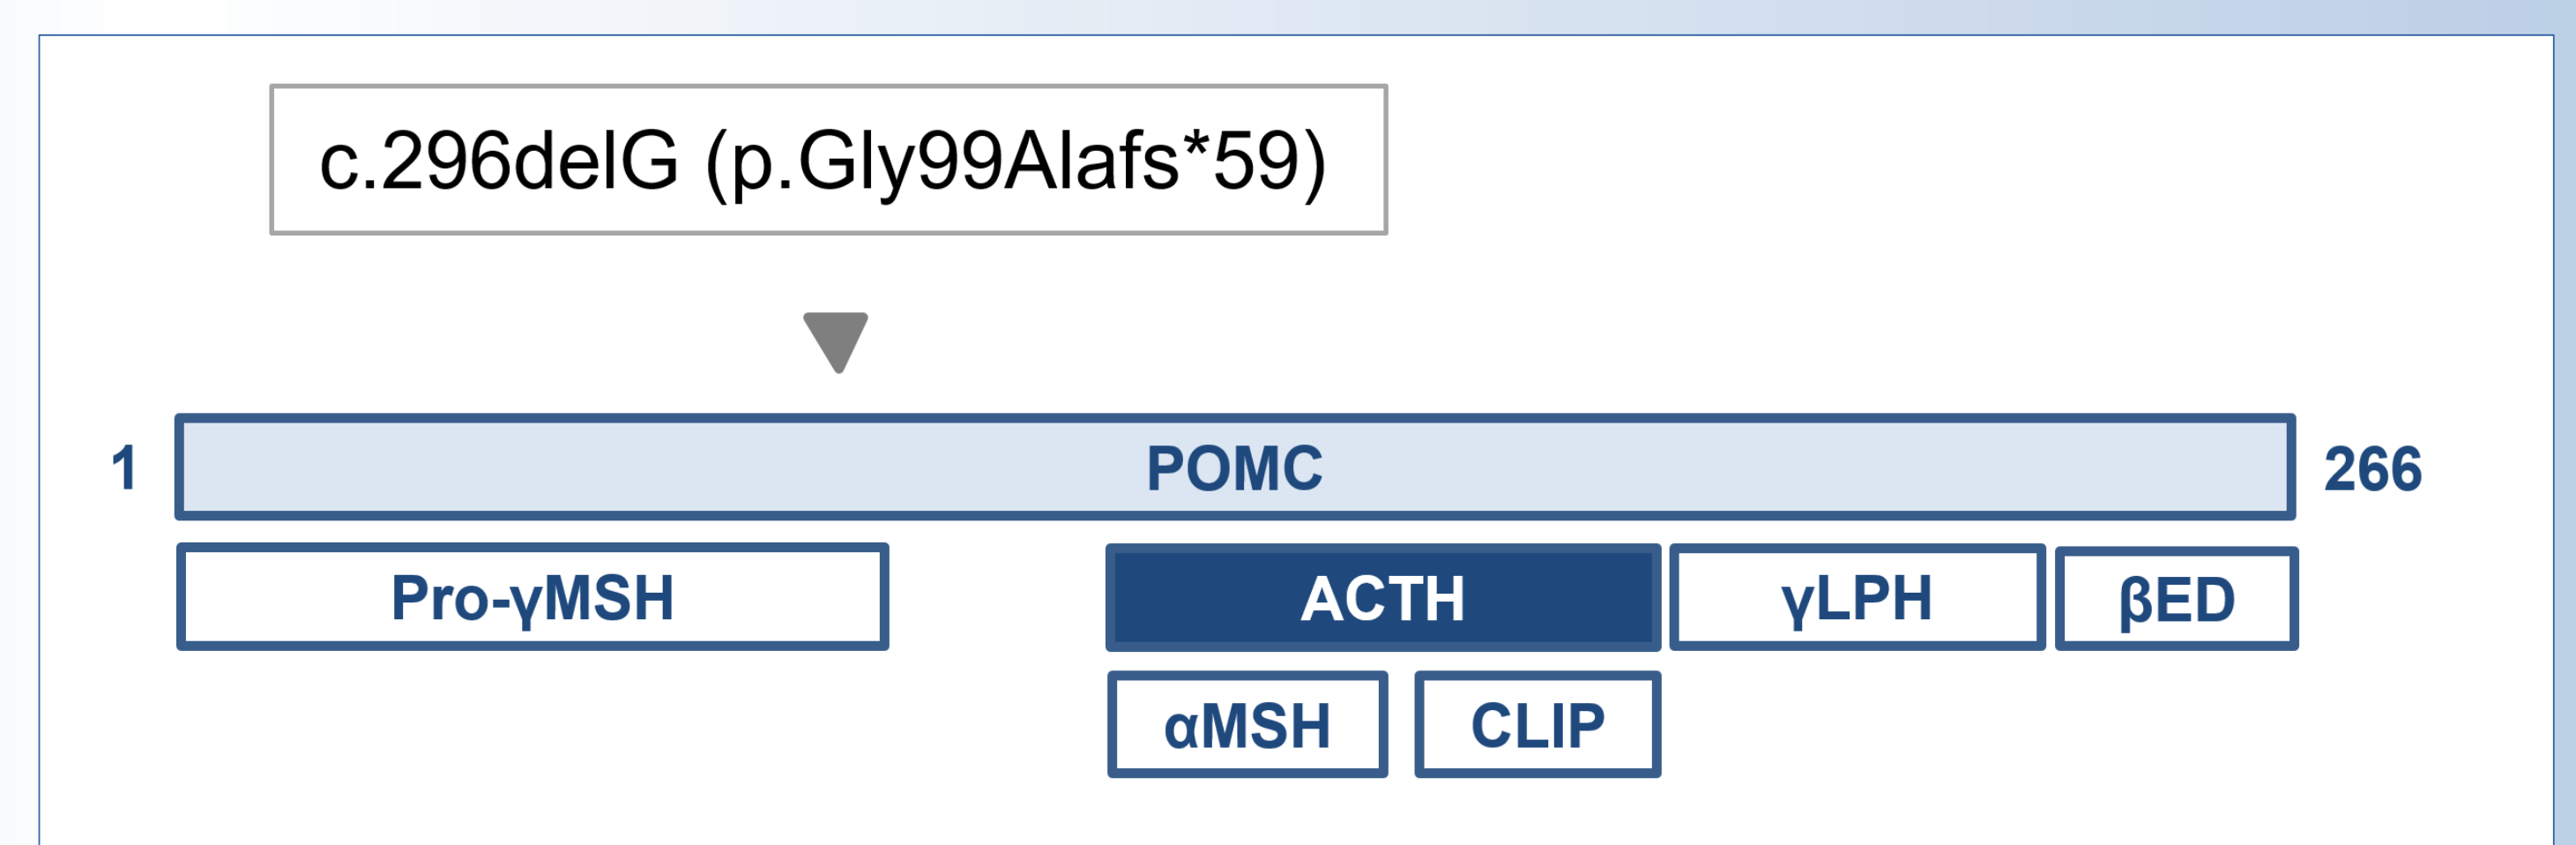 c.296delG (p.Gly99Alafs*59)
1 POMC 266
Pro-γMSH ACTH γLPH βED
αMSH CLIP